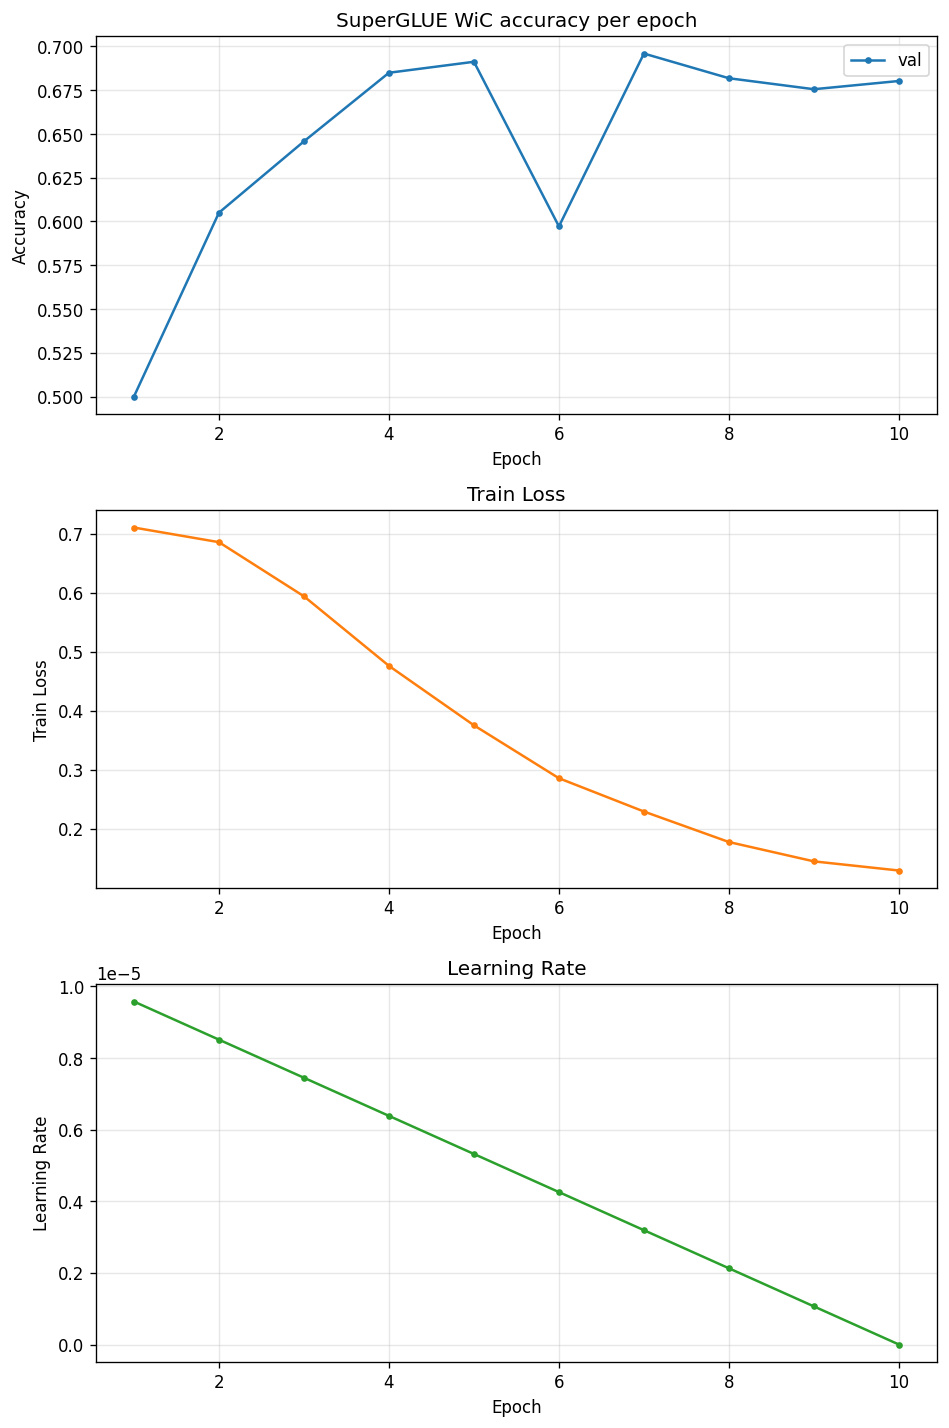 SuperGLUE WiC accuracy per epoch
0.700
val
0.675
0.650
0.625
0.600
0.575
0.550
0.525
0.500
Accuracy
2 4 6 8 10
Epoch
Train Loss
0.7
0.6
0.5
0.4
0.3
0.2
Train Loss
2 4 6 8 10
Epoch
Learning Rate
1e−5
1.0
0.8
0.6
0.4
0.2
0.0
Learning Rate
2 4 6 8 10
Epoch